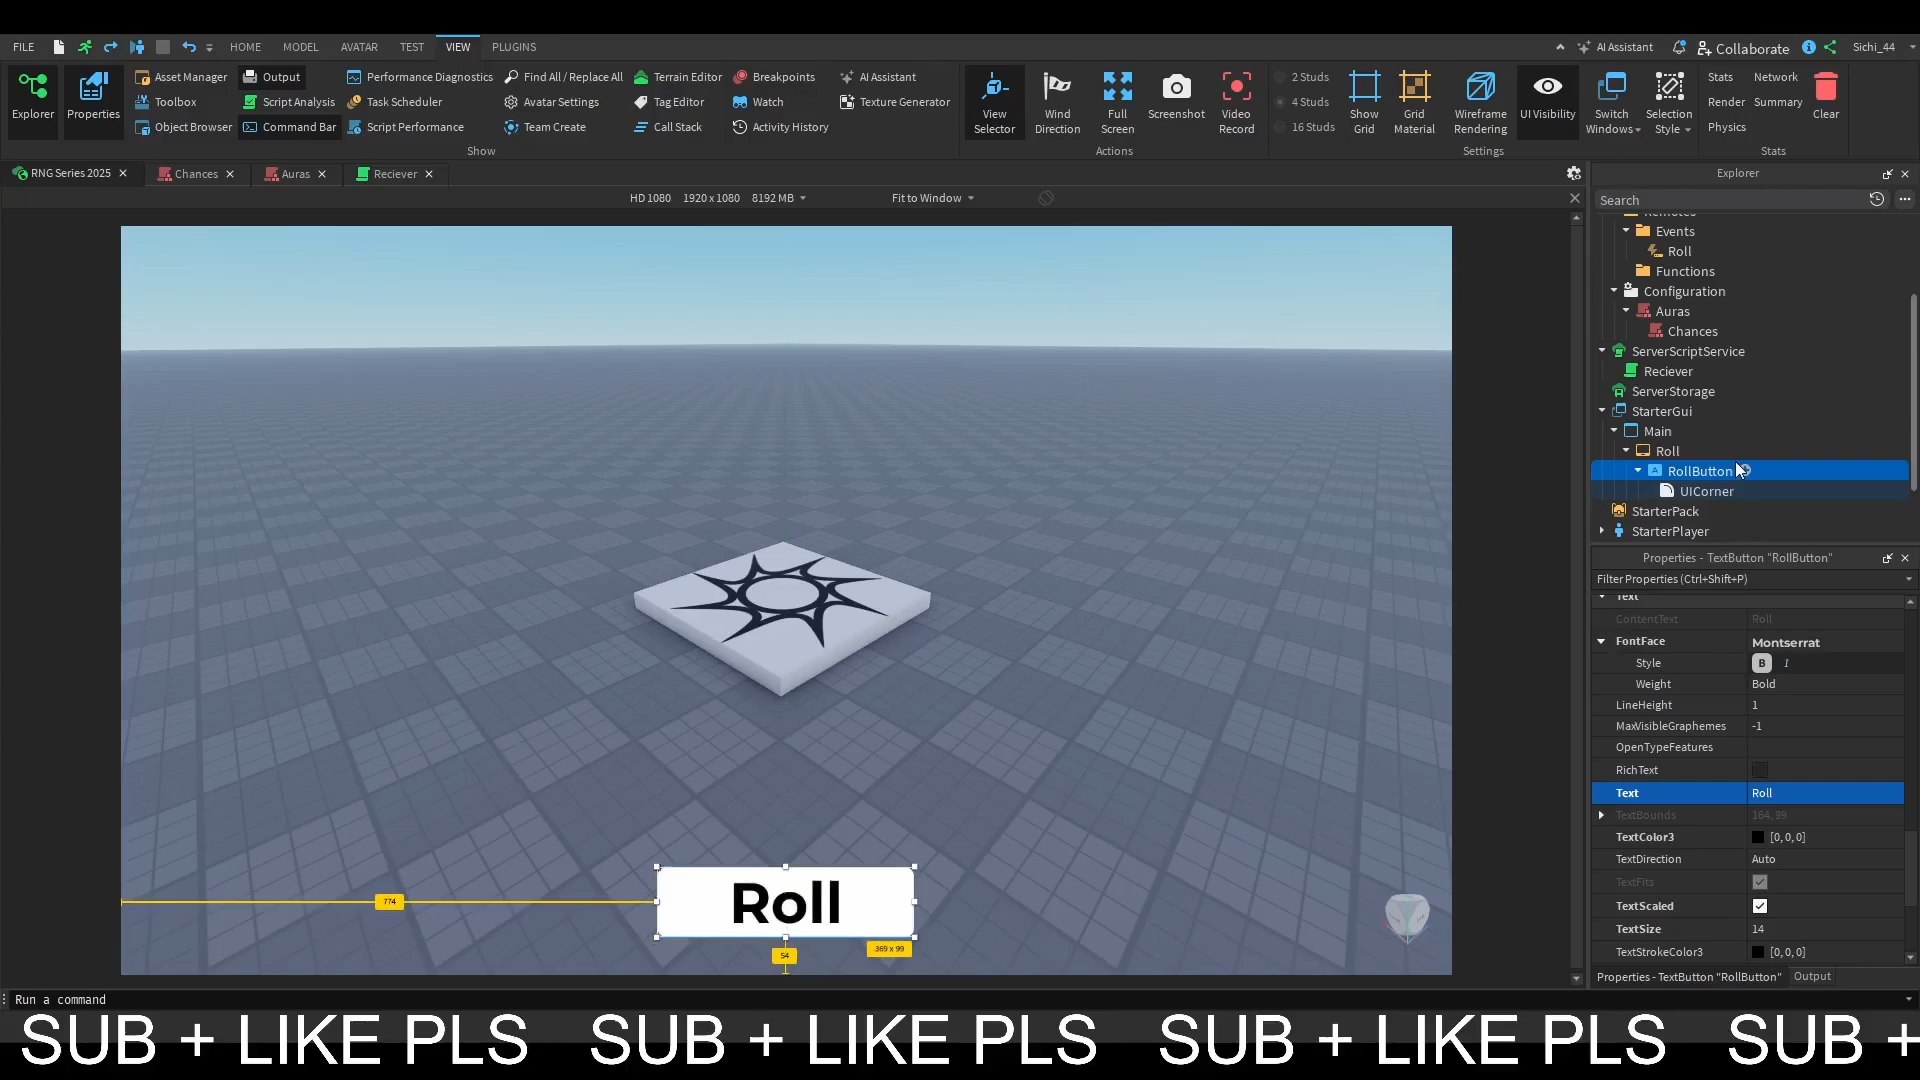 FILE HOME MODEL AVATAR TEST VIEW PLUGINS AI Assistant Collaborate Sichi_44
Explorer
Properties
Asset Manager
Toolbox
Object Browser
Output
Script Analysis
Command Bar
Performance Diagnostics
Task Scheduler
Script Performance
Find All / Replace All
Avatar Settings
Team Create
Terrain Editor
Tag Editor
Call Stack
Breakpoints
Watch
Activity History
AI Assistant
Texture Generator
Show
View
Selector
Wind
Direction
Full
Screen
Screenshot
Video
Record
Actions
2 Studs
4 Studs
16 Studs
Show
Grid
Grid
Material
Wireframe
Rendering
UI Visibility
Switch
Windows
Selection
Style
Settings
Stats
Render
Physics
Network
Summary
Clear
Stats
RNG Series 2025
Chances
Auras
Reciever
HD 1080 1920 x 1080 8192 MB Fit to Window
Explorer
Search
Remotes
Events
Roll
Functions
Configuration
Auras
Chances
ServerScriptService
Reciever
ServerStorage
StarterGui
Main
Roll
RollButton
UICorner
StarterPack
StarterPlayer
Properties - TextButton "RollButton"
Filter Properties (Ctrl+Shift+P)
Text
ContentText Roll
FontFace Montserrat
Style B I
Weight Bold
LineHeight 1
MaxVisibleGraphemes -1
OpenTypeFeatures
RichText
Text Roll
TextBounds 164, 99
TextColor3 [0, 0, 0]
TextDirection Auto
TextFits
TextScaled
TextSize 14
TextStrokeColor3 [0, 0, 0]
Properties - TextButton "RollButton" Output
Roll
774
54
369 x 99
Run a command
SUB + LIKE PLS SUB + LIKE PLS SUB + LIKE PLS SUB +